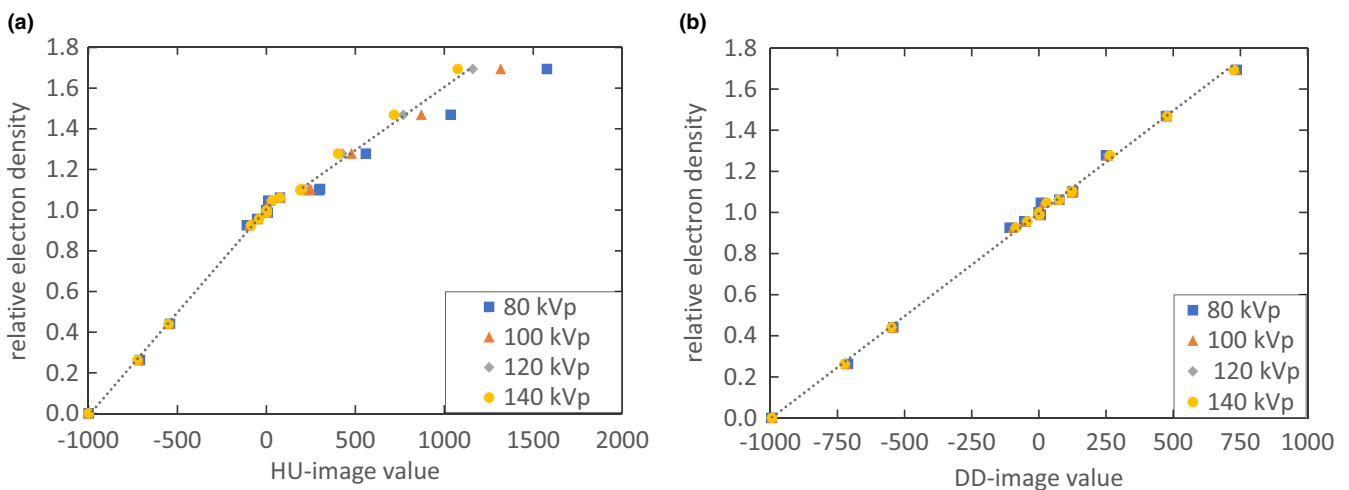 (a)
relative electron density
1.8
1.6
1.4
1.2
1.0
0.8
0.6
0.4
0.2
0.0
-1000 -500 0 500 1000 1500 2000
HU-image value
80 kVp
100 kVp
120 kVp
140 kVp
(b)
relative electron density
1.8
1.6
1.4
1.2
1.0
0.8
0.6
0.4
0.2
0.0
-1000 -750 -250 -500 0 250 500 750 1000
DD-image value
80 kVp
100 kVp
120 kVp
140 kVp